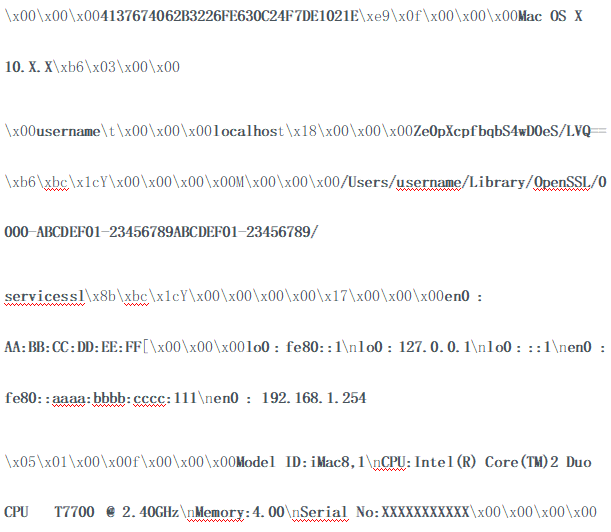 \x00\x00\x004137674062B3226FE630C24F7DE1021E\xe9\x0f\x00\x00\x00Mac OS X
10.X.X\xb6\x03\x00\x00
\x00username\t\x00\x00\x00localhost\x18\x00\x00\x00Ze0pXcpfbqbS4wD0eS/LVQ==
\xb6\xbc\x1cY\x00\x00\x00\x00M\x00\x00\x00/Users/username/Library/OpenSSL/0
000-ABCDEF01-23456789ABCDEF01-23456789/
servicessl\x8b\xbc\x1cY\x00\x00\x00\x00\x17\x00\x00\x00en0 :
AA:BB:CC:DD:EE:FF[\x00\x00\x00lo0 : fe80::1\nlo0 : 127.0.0.1\nlo0 : ::1\nen0 :
fe80::aaaa:bbbb:cccc:111\nen0 : 192.168.1.254
\x05\x01\x00\x00f\x00\x00\x00Model ID:iMac8,1\nCPU:Intel(R) Core(TM)2 Duo
CPU T7700 @ 2.40GHz\nMemory:4.00\nSerial No:XXXXXXXXXXX\x00\x00\x00\x00